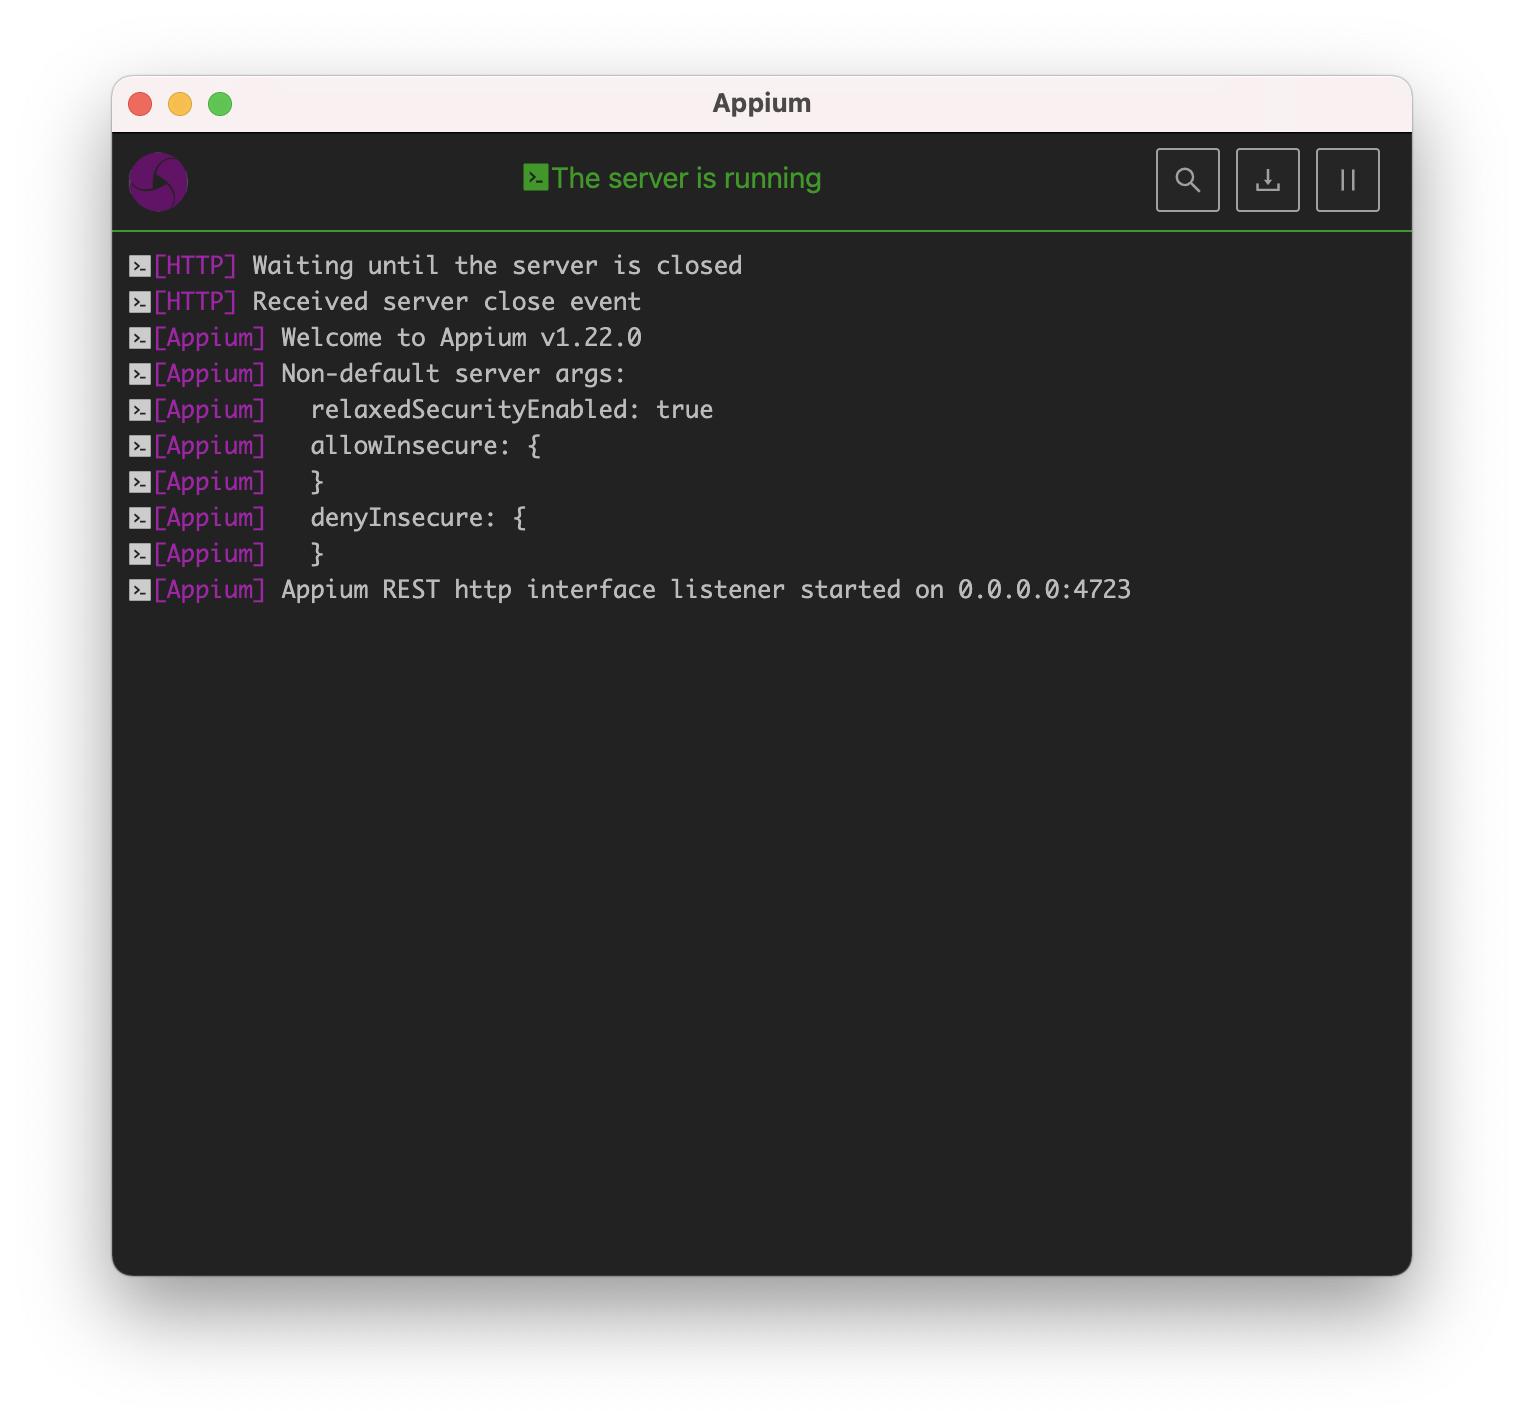 Appium
The server is running
[HTTP] Waiting until the server is closed
[HTTP] Received server close event
[Appium] Welcome to Appium v1.22.0
[Appium] Non-default server args:
[Appium]   relaxedSecurityEnabled: true
[Appium]   allowInsecure: {
[Appium]   }
[Appium]   denyInsecure: {
[Appium]   }
[Appium] Appium REST http interface listener started on 0.0.0.0:4723